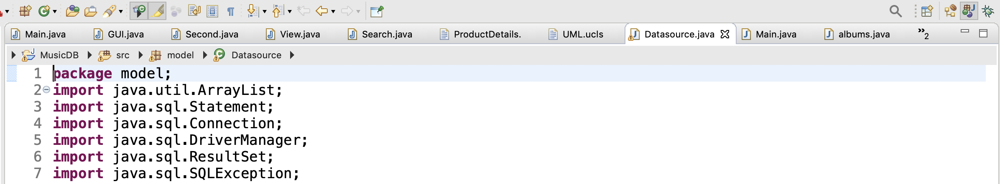 Main.java GUI.java Second.java View.java Search.java ProductDetails. UML.ucls Datasource.java Main.java albums.java »2
MusicDB src model Datasource
1 package model;
2 import java.util.ArrayList;
3 import java.sql.Statement;
4 import java.sql.Connection;
5 import java.sql.DriverManager;
6 import java.sql.ResultSet;
7 import java.sql.SQLException;